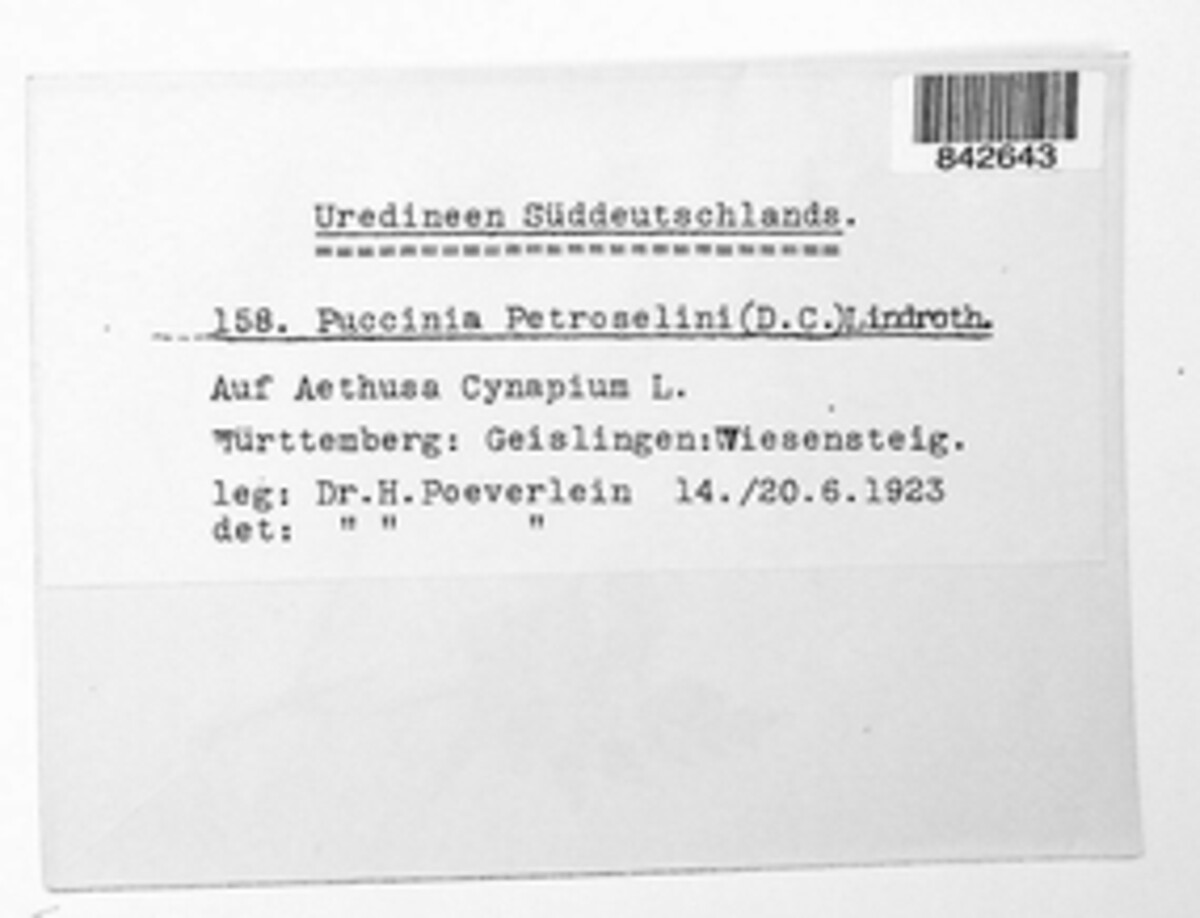 842643
Uredineen Süddeutschlands.
158. Puccinia Petroselini(D.C.)Lindroth.
Auf Aethusa Cynapium L.
Württemberg: Geislingen:Wiesensteig.
leg: Dr.H.Poeverlein 14./20.6.1923
det: " " "